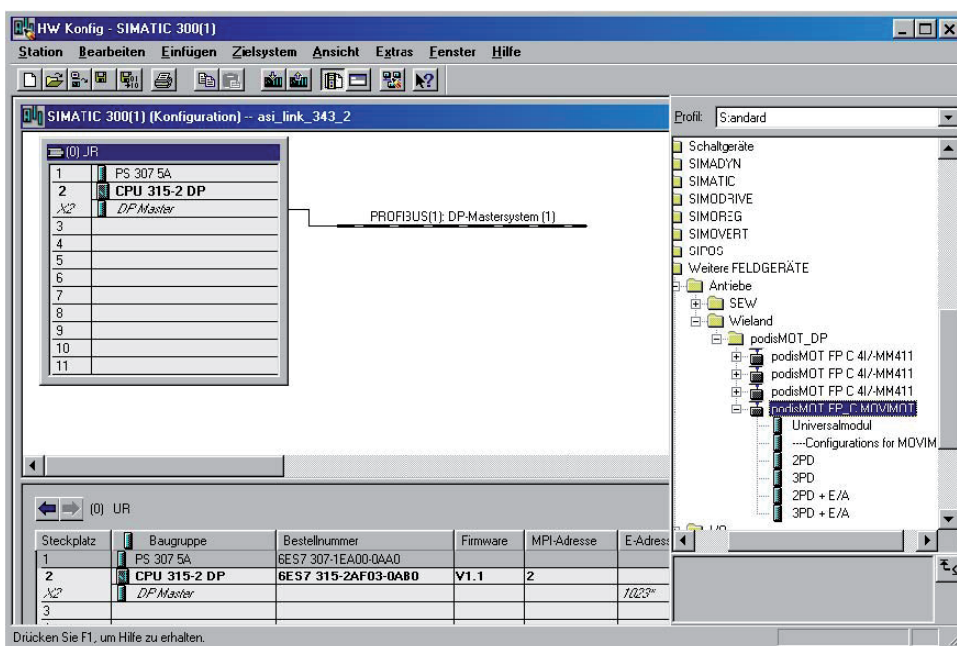 HW Konfig - SIMATIC 300(1)
Station Bearbeiten Einfügen Zielsystem Ansicht Extras Fenster Hilfe
SIMATIC 300(1) (Konfiguration) -- asi_link_343_2
Profil: Standard
(0) UR
1 PS 307 5A
2 CPU 315-2 DP
X2 DP Master
3
4
5
6
7
8
9
10
11
PROFIBUS(1): DP-Mastersystem (1)
Schaltgeräte
SIMADYN
SIMATIC
SIMODRIVE
SIMOREG
SIMOVERT
SIPOS
Weitere FELDGERÄTE
Antriebe
SEW
Wieland
podisMOT_DP
podisMOT FP C 4I/-MM411
podisMOT FP C 4I/-MM411
podisMOT FP C 4I/-MM411
podisMOT FP_C MOVIMOT
Universalmodul
----Configurations for MOVIM
2PD
3PD
2PD + E/A
3PD + E/A
(0) UR
Steckplatz Baugruppe Bestellnummer Firmware MPI-Adresse E-Adress
1 PS 307 5A 6ES7 307-1EA00-0AA0
2 CPU 315-2 DP 6ES7 315-2AF03-0AB0 V1.1 2
X2 DP Master 1023*
3
Drücken Sie F1, um Hilfe zu erhalten.